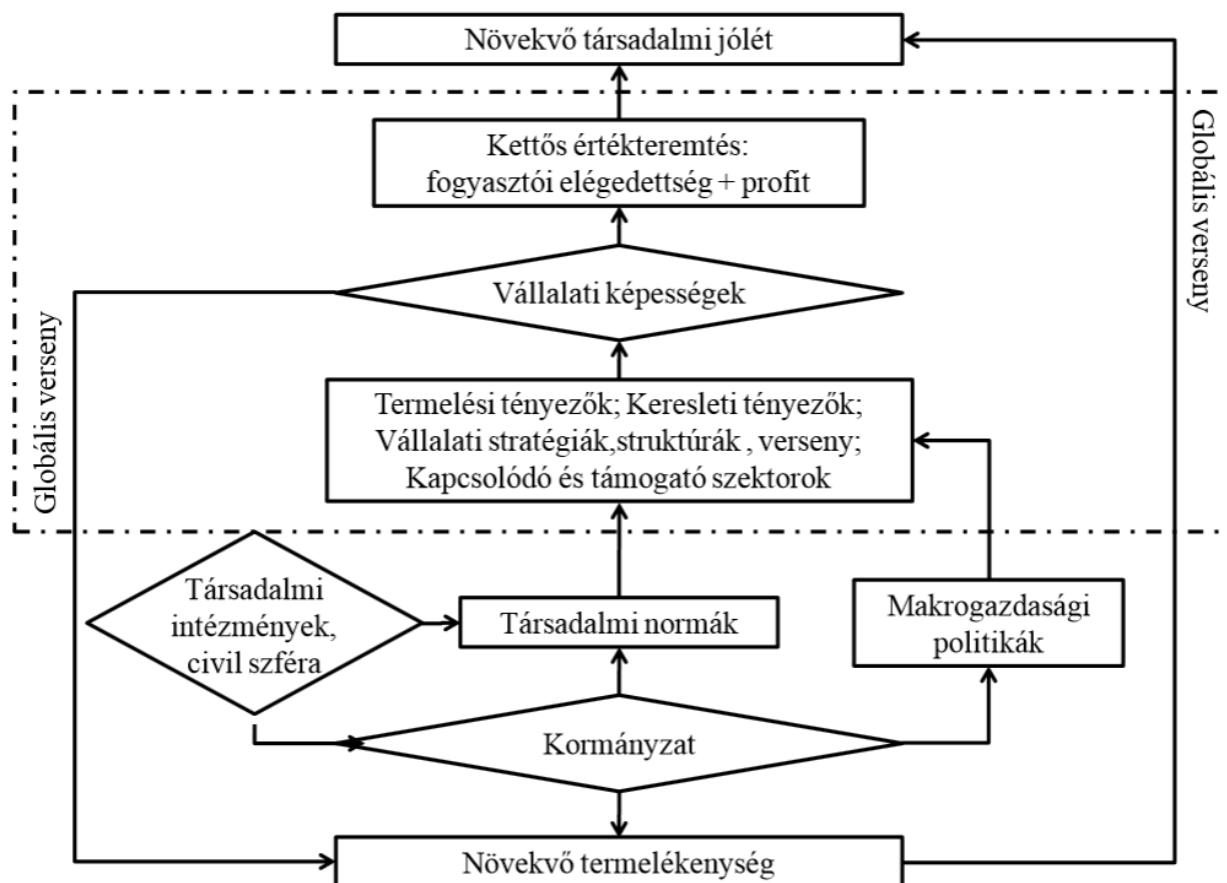 Növekvő társadalmi jólét
Kettős értékteremtés:
fogyasztói elégedettség + profit
Globális verseny
Vállalati képességek
Globális verseny
Termelési tényezők; Keresleti tényezők;
Vállalati stratégiák,struktúrák , verseny;
Kapcsolódó és támogató szektorok
Társadalmi
intézmények,
civil szféra
Társadalmi normák
Makrogazdasági
politikák
Kormányzat
Növekvő termelékenység